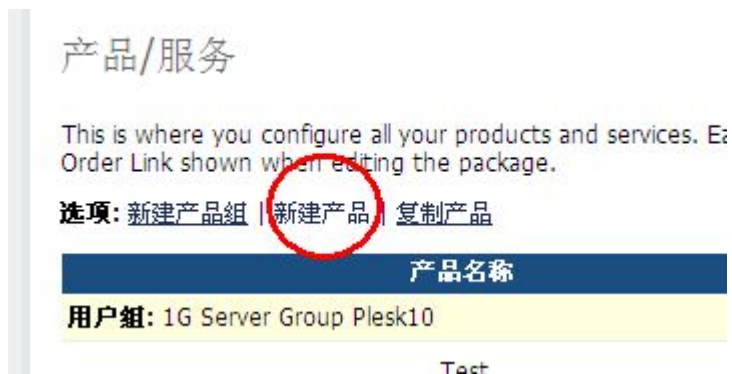 产品/服务
This is where you configure all your products and services. Ea
Order Link shown when editing the package.
选项: 新建产品组 | 新建产品 | 复制产品
产品名称
用户组: 1G Server Group Plesk10
Test